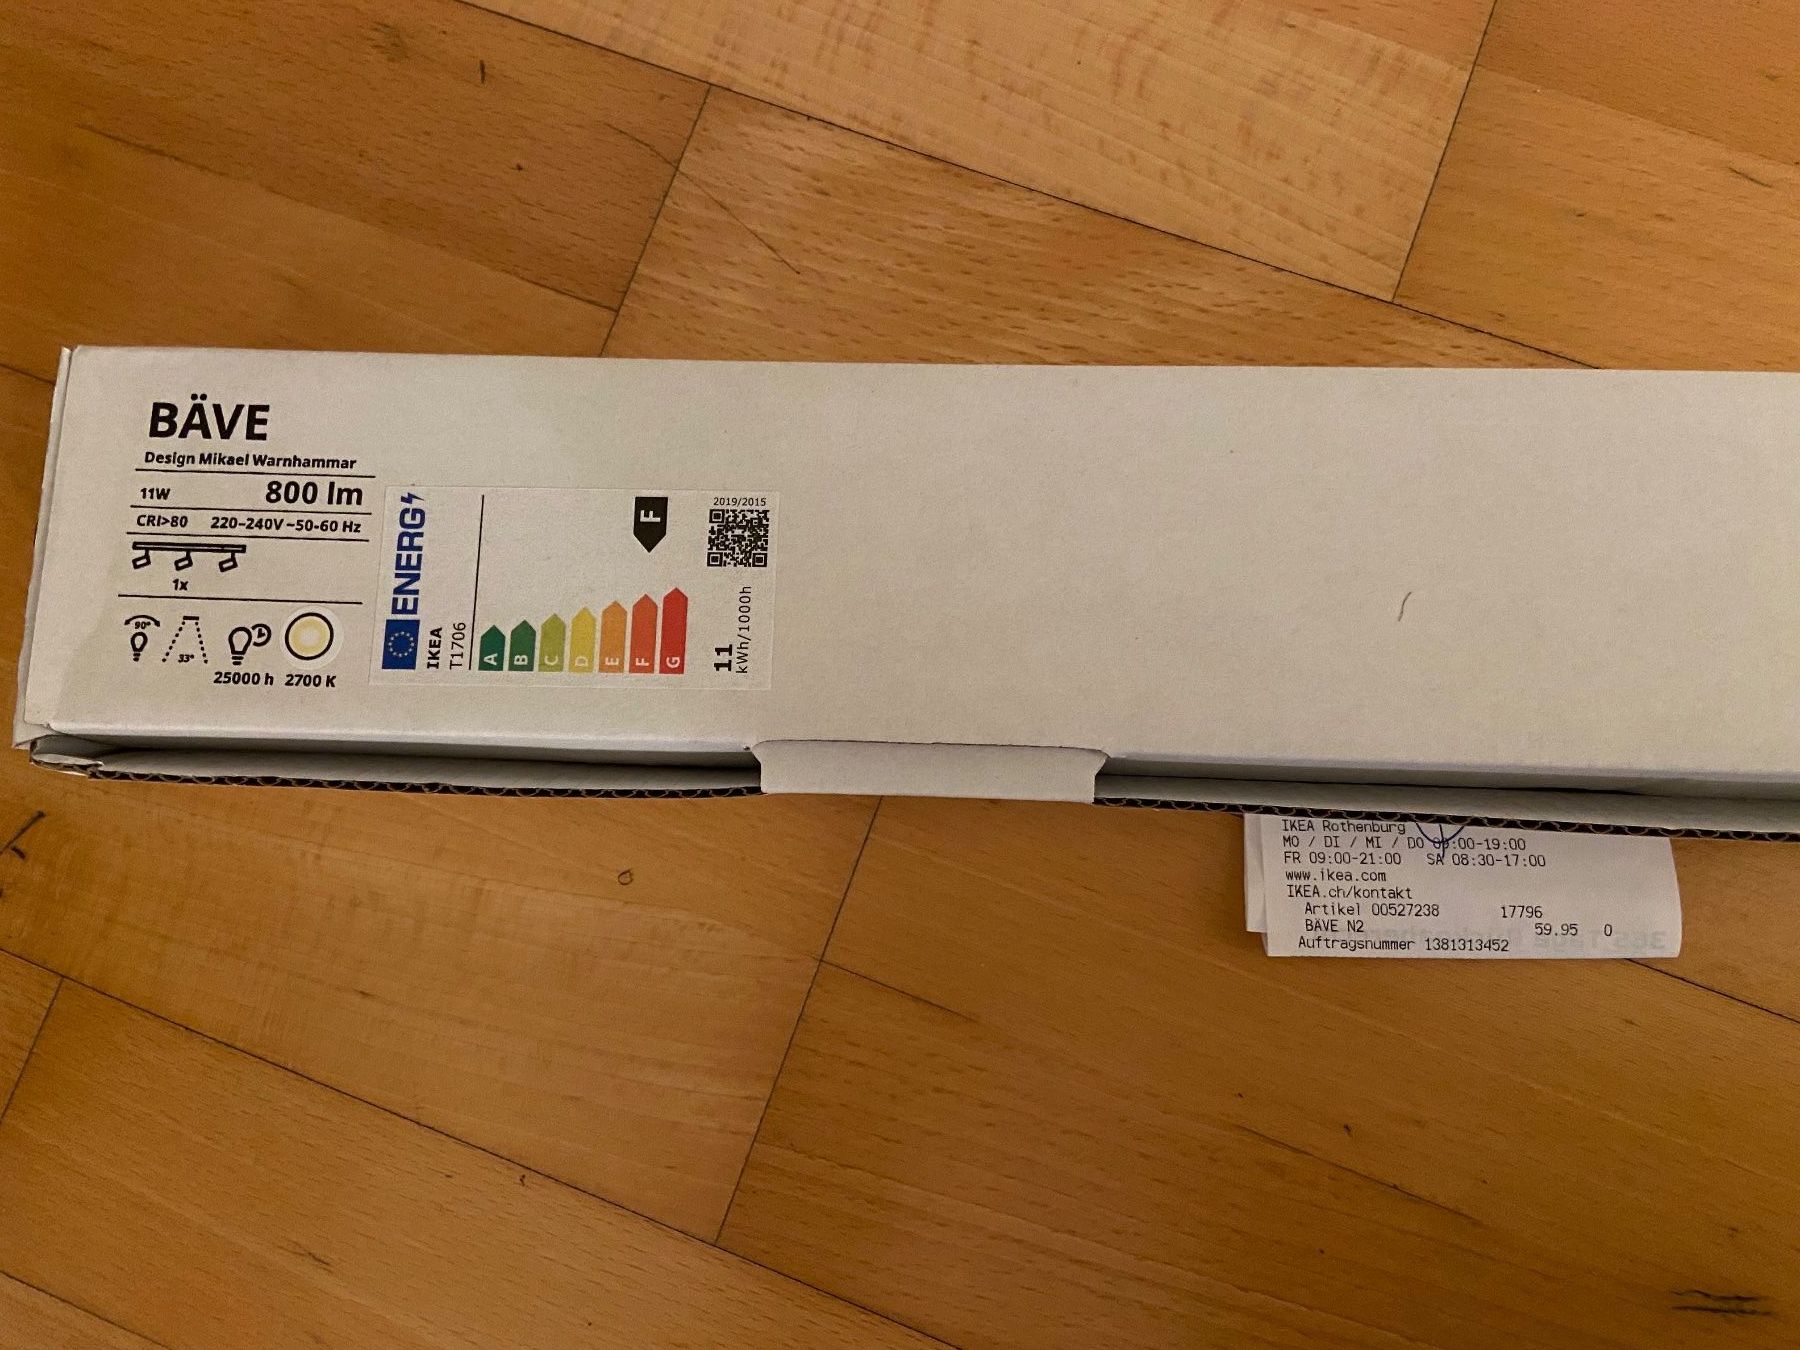 BÄVE
Design Mikael Warnhammar
11W 800 lm
CRI>80 220-240V ~50-60 Hz
1x
90°
33°
25000 h 2700 K
ENERG
IKEA
T1706
A
B
C
D
E
F
G
F
2019/2015
11
kWh/1000h
IKEA Rothenburg
MO / DI / MI / DO 09:00-19:00
FR 09:00-21:00 SA 08:30-17:00
www.ikea.com
IKEA.ch/kontakt
Artikel 00527238 17796
BÄVE N2 59.95 0
Auftragsnummer 1381313452